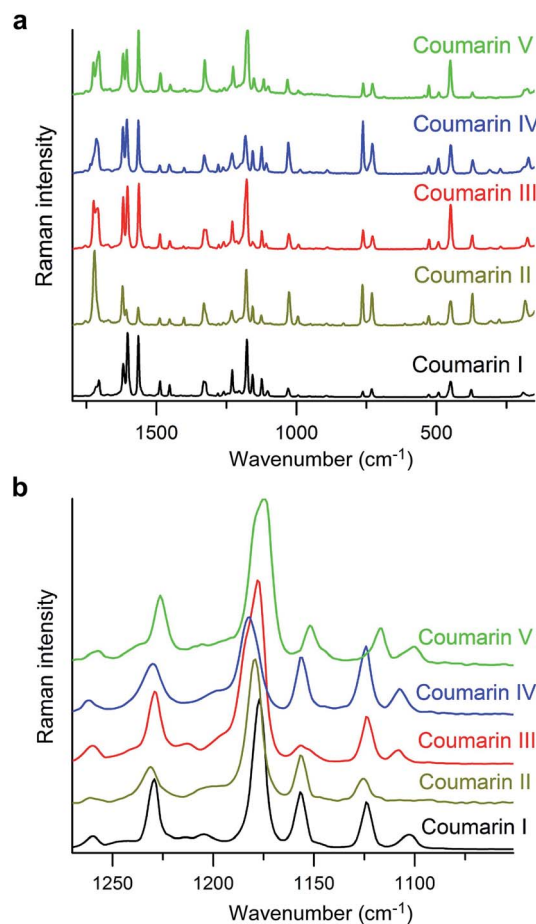 a
Coumarin V
Coumarin IV
Coumarin III
Coumarin II
Coumarin I
Raman intensity
1500 1000 500
Wavenumber (cm-1)
b
Coumarin V
Coumarin IV
Coumarin III
Coumarin II
Coumarin I
Raman intensity
1250 1200 1150 1100
Wavenumber (cm-1)